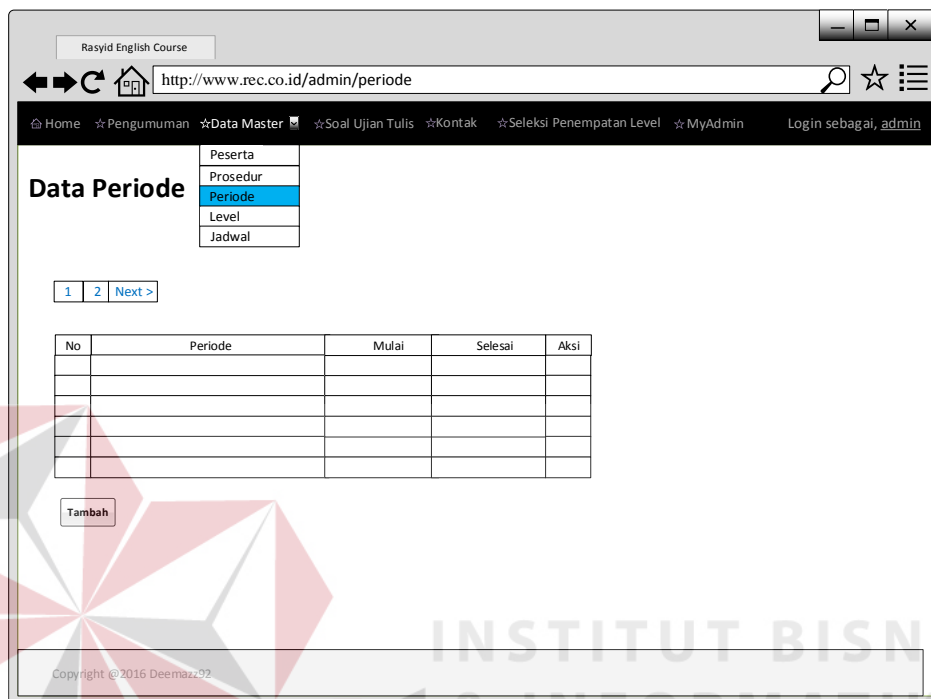 Rasyid English Course
http://www.rec.co.id/admin/periode
Home Pengumuman Data Master Soal Ujian Tulis Kontak Seleksi Penempatan Level MyAdmin Login sebagai, admin
Peserta
Prosedur
Data Periode
Periode
Level
Jadwal
1 2 Next >
No Periode Mulai Selesai Aksi
Tambah
INSTITUT BISN
Copyright @2016 Deemazz92
& INFORMAT